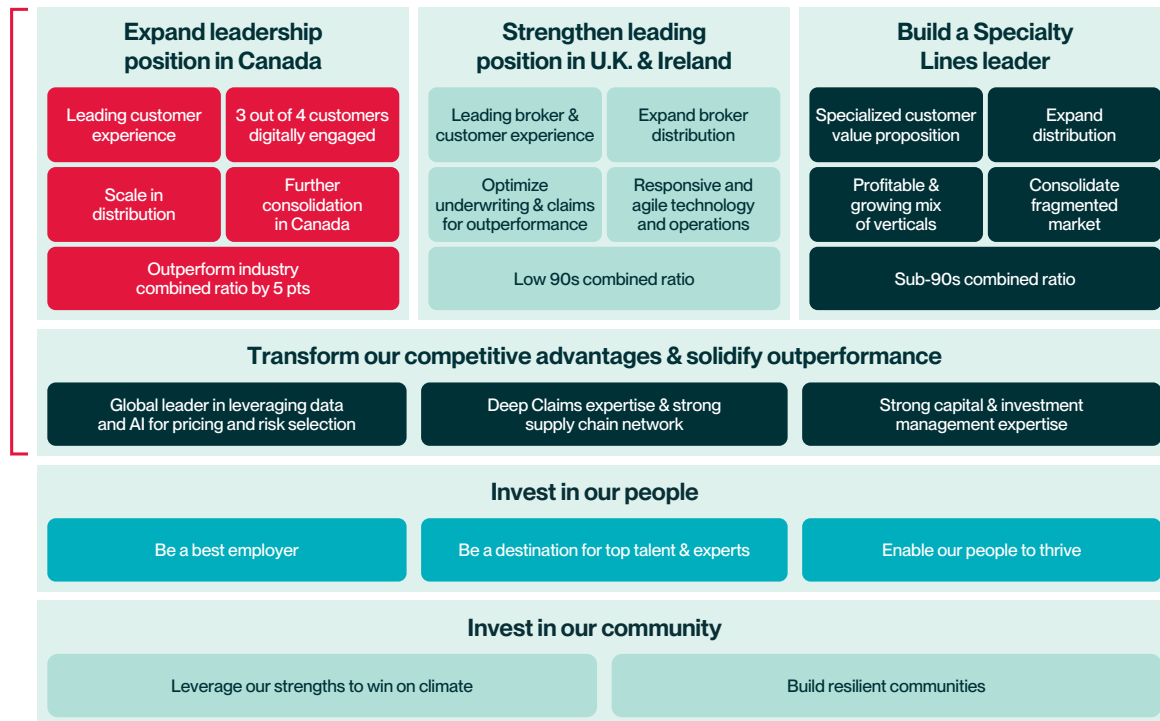 Expand leadership
position in Canada
Leading customer
experience
3 out of 4 customers
digitally engaged
Scale in
distribution
Further
consolidation
in Canada
Outperform industry
combined ratio by 5 pts
Strengthen leading
position in U.K. & Ireland
Leading broker &
customer experience
Expand broker
distribution
Optimize
underwriting & claims
for outperformance
Responsive and
agile technology
and operations
Low 90s combined ratio
Build a Specialty
Lines leader
Specialized customer
value proposition
Expand
distribution
Profitable &
growing mix
of verticals
Consolidate
fragmented
market
Sub-90s combined ratio
Transform our competitive advantages & solidify outperformance
Global leader in leveraging data
and AI for pricing and risk selection
Deep Claims expertise & strong
supply chain network
Strong capital & investment
management expertise
Invest in our people
Be a best employer
Be a destination for top talent & experts
Enable our people to thrive
Invest in our community
Leverage our strengths to win on climate
Build resilient communities